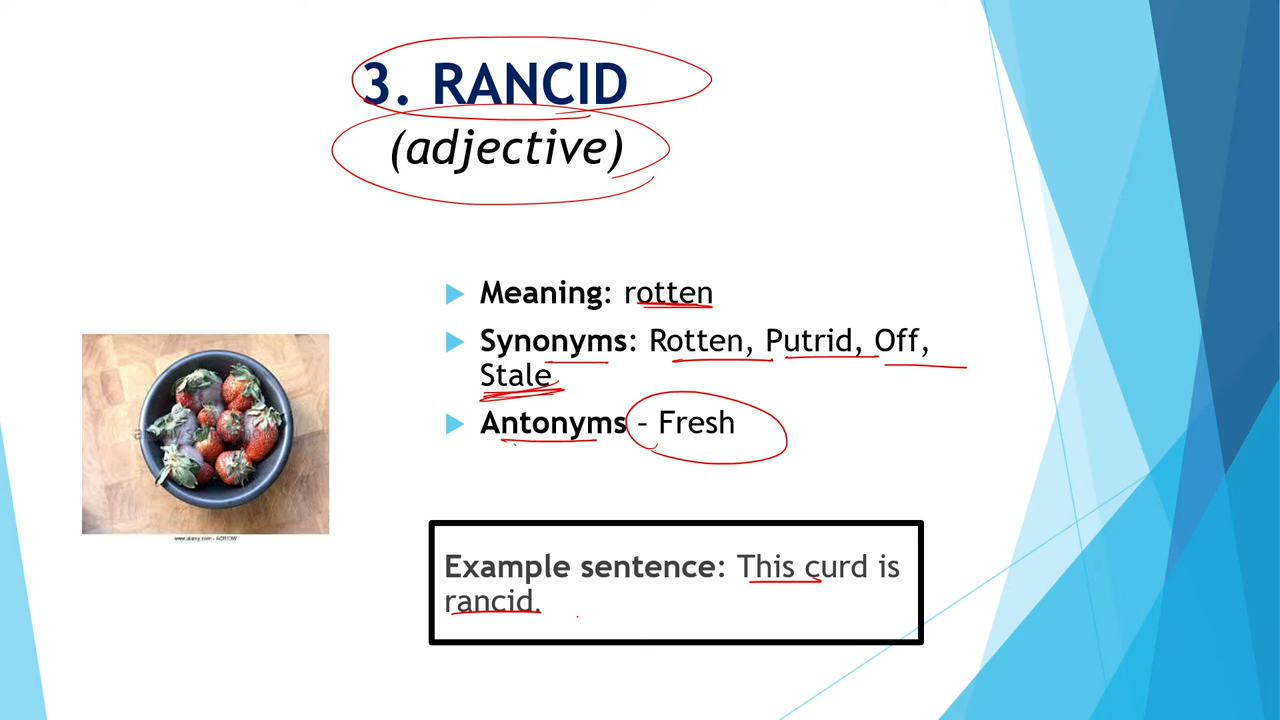 3. RANCID
(adjective)
Meaning: rotten
Synonyms: Rotten, Putrid, Off,
Stale
Antonyms – Fresh
Example sentence: This curd is
rancid.